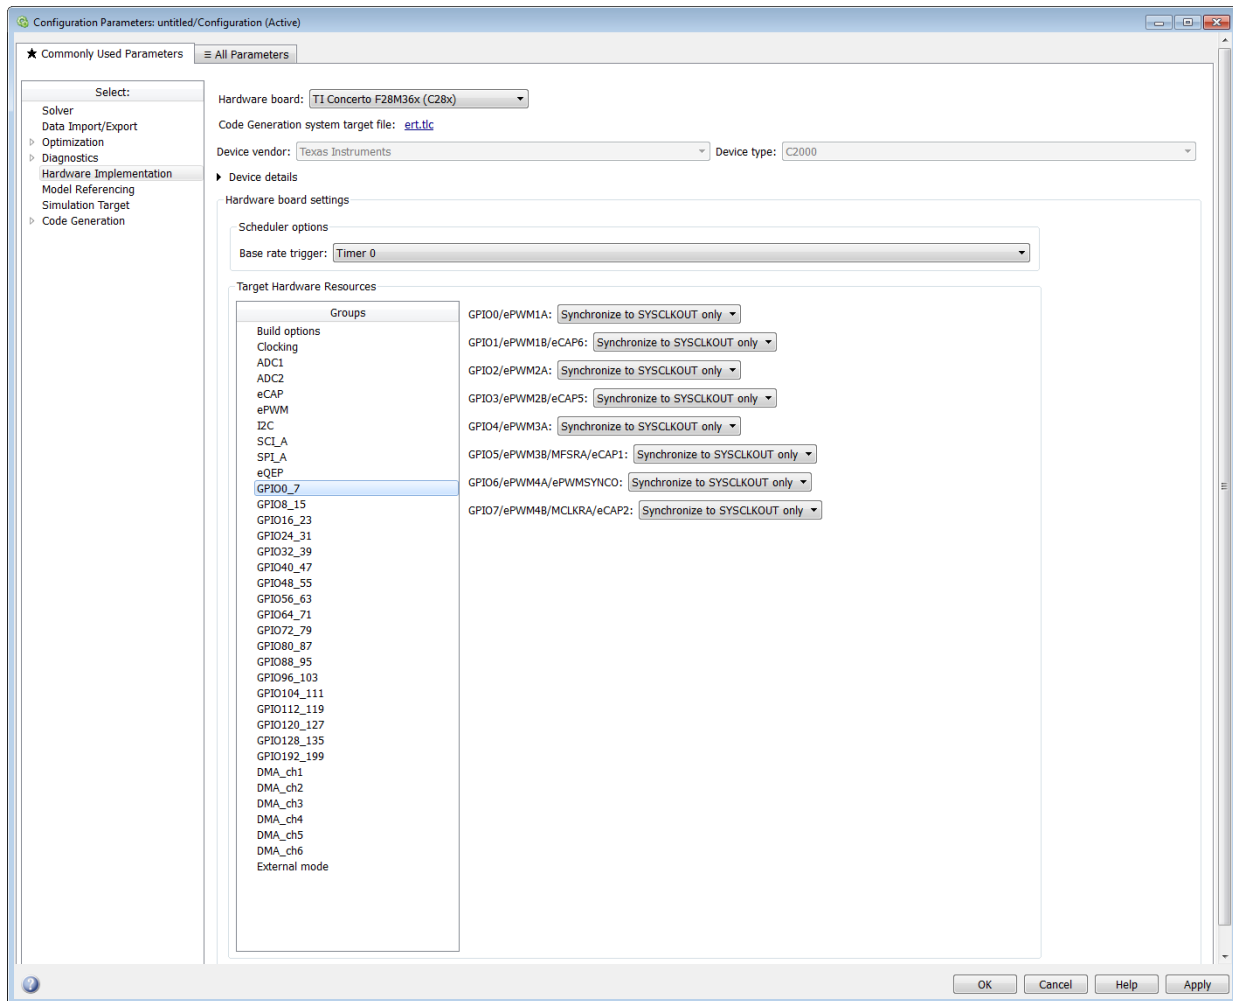 Configuration Parameters: untitled/Configuration (Active)
★ Commonly Used Parameters
≡ All Parameters
Select:
Solver
Data Import/Export
Optimization
Diagnostics
Hardware Implementation
Model Referencing
Simulation Target
Code Generation
Hardware board: TI Concerto F28M36x (C28x)
Code Generation system target file: ert.tlc
Device vendor: Texas Instruments Device type: C2000
Device details
Hardware board settings
Scheduler options
Base rate trigger: Timer 0
Target Hardware Resources
Groups
Build options
Clocking
ADC1
ADC2
eCAP
ePWM
I2C
SCI_A
SPI_A
eQEP
GPIO0_7
GPIO8_15
GPIO16_23
GPIO24_31
GPIO32_39
GPIO40_47
GPIO48_55
GPIO56_63
GPIO64_71
GPIO72_79
GPIO80_87
GPIO88_95
GPIO96_103
GPIO104_111
GPIO112_119
GPIO120_127
GPIO128_135
GPIO192_199
DMA_ch1
DMA_ch2
DMA_ch3
DMA_ch4
DMA_ch5
DMA_ch6
External mode
GPIO0/ePWM1A: Synchronize to SYSCLKOUT only
GPIO1/ePWM1B/eCAP6: Synchronize to SYSCLKOUT only
GPIO2/ePWM2A: Synchronize to SYSCLKOUT only
GPIO3/ePWM2B/eCAP5: Synchronize to SYSCLKOUT only
GPIO4/ePWM3A: Synchronize to SYSCLKOUT only
GPIO5/ePWM3B/MFSRA/eCAP1: Synchronize to SYSCLKOUT only
GPIO6/ePWM4A/ePWMSYNCO: Synchronize to SYSCLKOUT only
GPIO7/ePWM4B/MCLKRA/eCAP2: Synchronize to SYSCLKOUT only
OK Cancel Help Apply